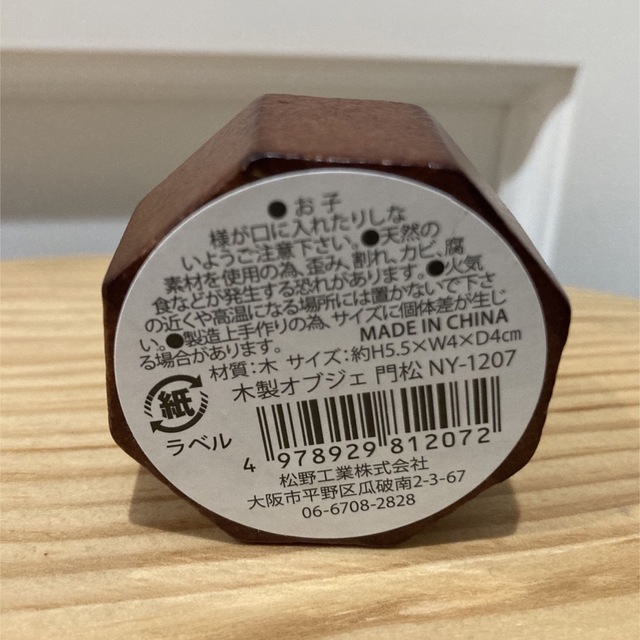 ●お子
様が口に入れたりしな
いようご注意下さい。●天然の
素材を使用の為、歪み、割れ、カビ、腐
食などが発生する恐れがあります。●火気
の近くや高温になる場所には置かないで下さ
い。●製造上手作りの為、サイズに個体差が生じ
る場合があります。
MADE IN CHINA
材質:木 サイズ:約H5.5×W4×D4㎝
木製オブジェ 門松 NY-1207
紙
ラベル
4 978929 812072
松野工業株式会社
大阪市平野区瓜破南2-3-67
06-6708-2828